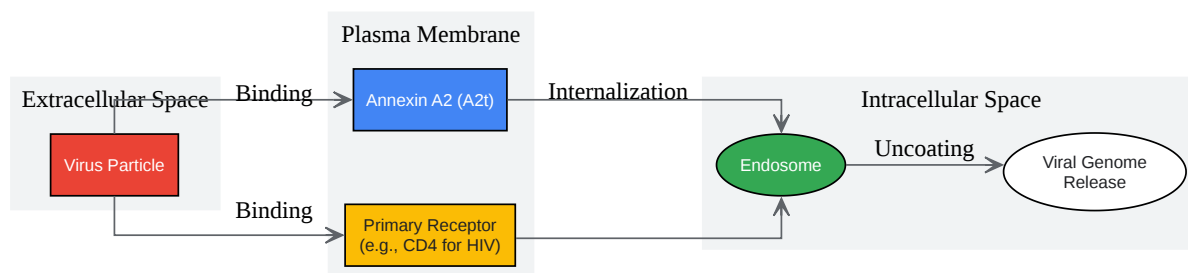 Plasma Membrane
Extracellular Space
Binding
Annexin A2 (A2t)
Internalization
Intracellular Space
Virus Particle
Endosome
Uncoating
Viral Genome
Release
Binding
Primary Receptor
(e.g., CD4 for HIV)